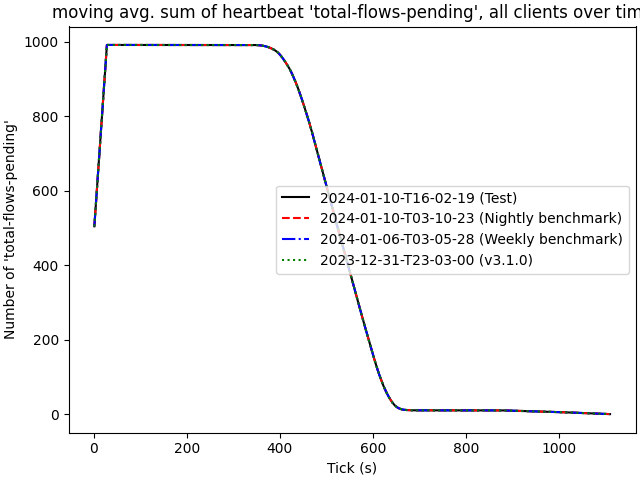 moving avg. sum of heartbeat 'total-flows-pending', all clients over tim
1000
800
600
400
200
0
Number of 'total-flows-pending'
2024-01-10-T16-02-19 (Test)
2024-01-10-T03-10-23 (Nightly benchmark)
2024-01-06-T03-05-28 (Weekly benchmark)
2023-12-31-T23-03-00 (v3.1.0)
0 200 400 600 800 1000
Tick (s)